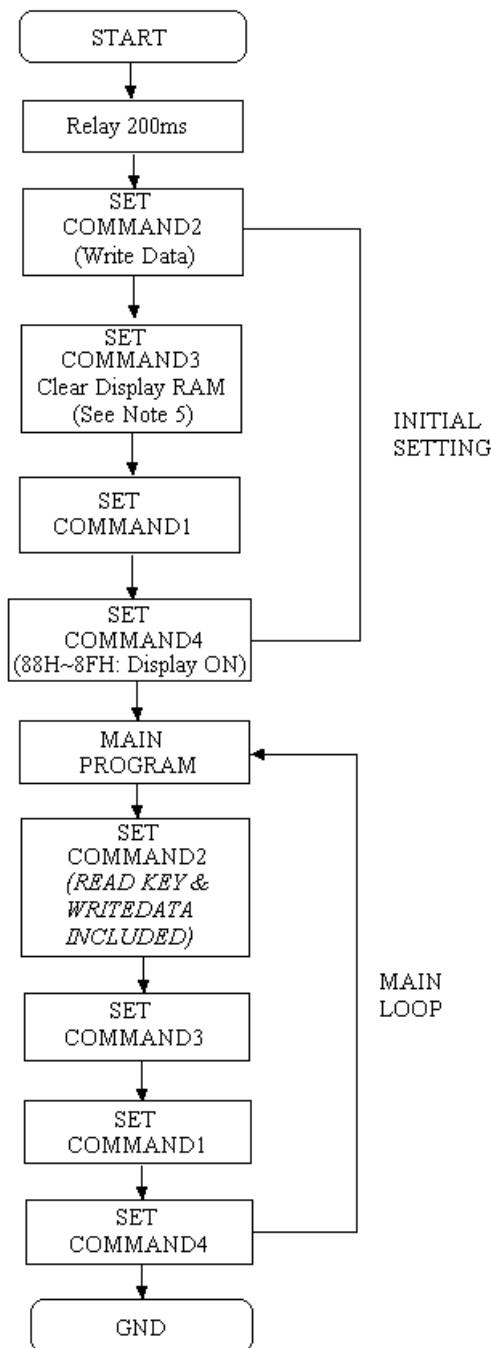 START
Relay 200ms
SET
COMMAND2
(Write Data)
SET
COMMAND3
Clear Display RAM
(See Note 5)
INITIAL
SETTING
SET
COMMAND1
SET
COMMAND4
(88H~8FH: Display ON)
MAIN
PROGRAM
SET
COMMAND2
(READ KEY &
WRITEDATA
INCLUDED)
MAIN
LOOP
SET
COMMAND3
SET
COMMAND1
SET
COMMAND4
GND